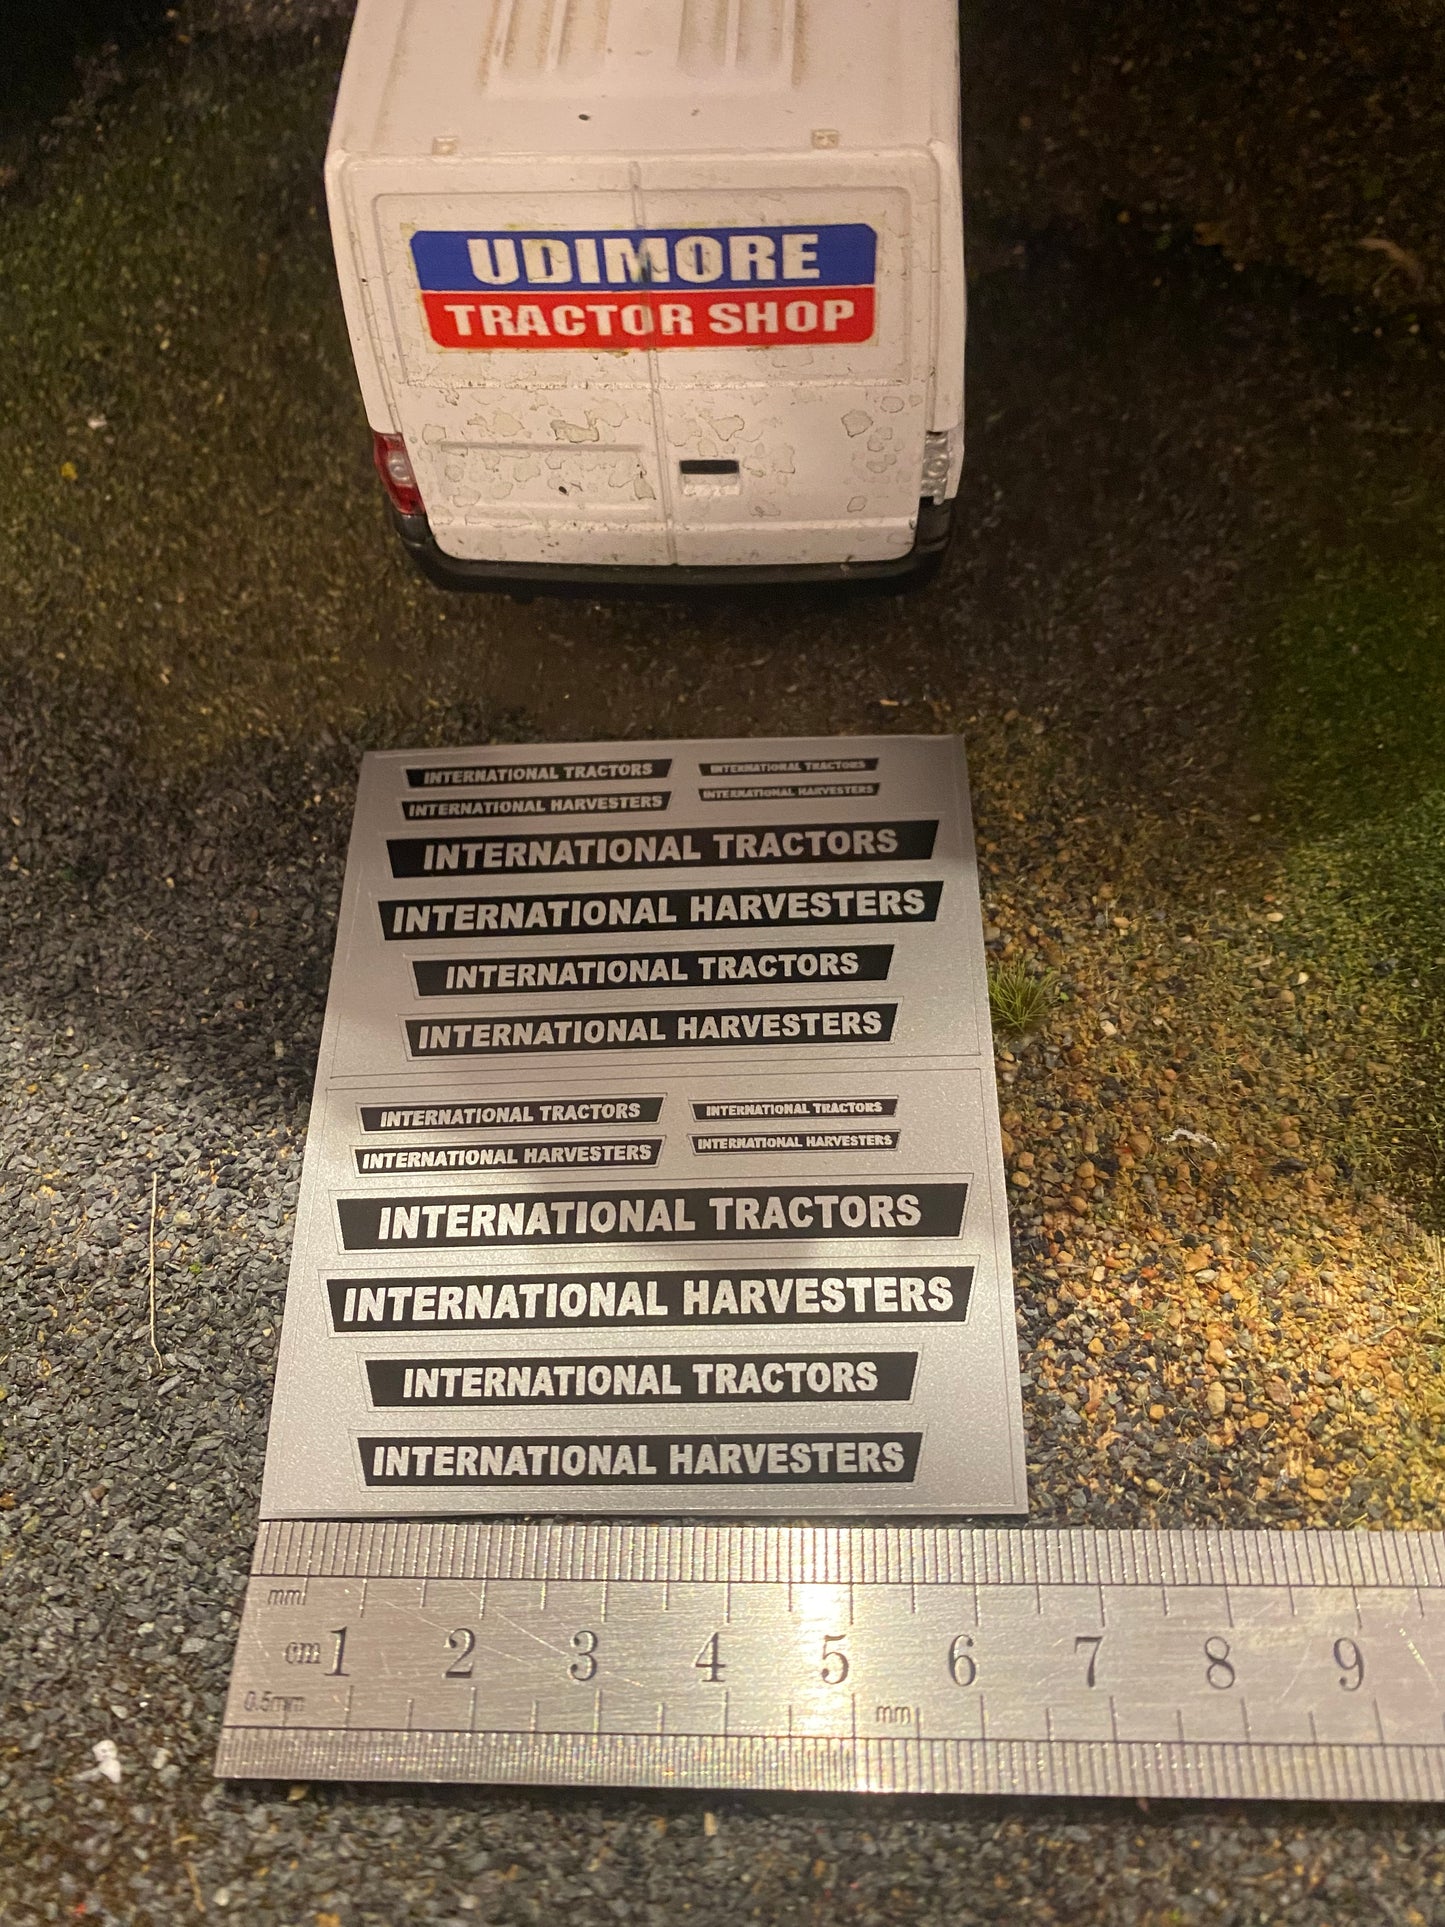 UDIMORE
TRACTOR SHOP
INTERNATIONAL TRACTORS INTERNATIONAL TRACTORS
INTERNATIONAL HARVESTERS INTERNATIONAL HARVESTERS
INTERNATIONAL TRACTORS
INTERNATIONAL HARVESTERS
INTERNATIONAL TRACTORS
INTERNATIONAL HARVESTERS
INTERNATIONAL TRACTORS INTERNATIONAL TRACTORS
INTERNATIONAL HARVESTERS INTERNATIONAL HARVESTERS
INTERNATIONAL TRACTORS
INTERNATIONAL HARVESTERS
INTERNATIONAL TRACTORS
INTERNATIONAL HARVESTERS
mm
cm 1 2 3 4 5 6 7 8 9
0.5mm mm